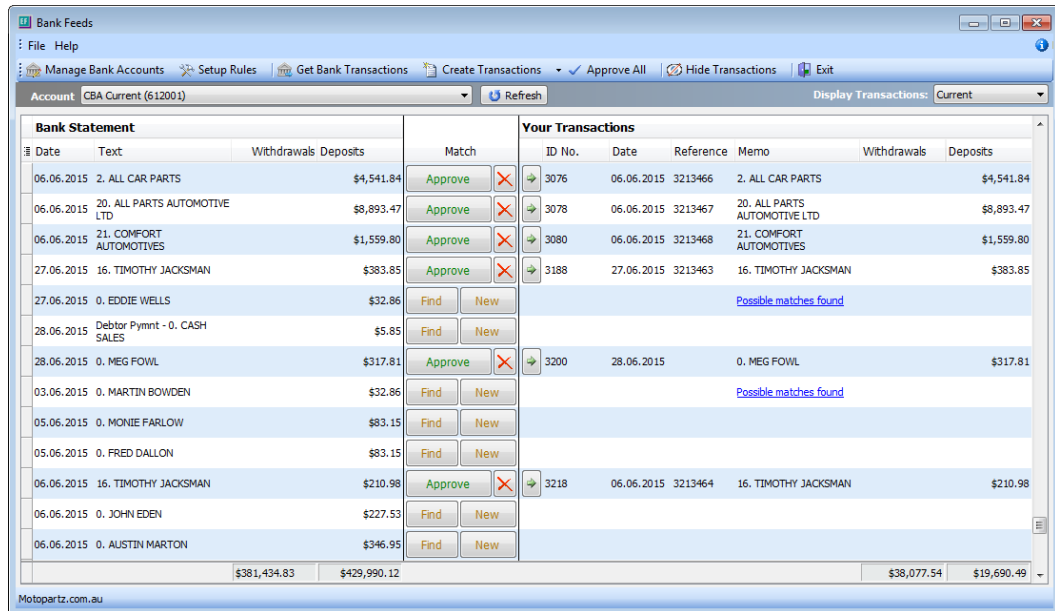 Bank Feeds
File Help
Manage Bank Accounts Setup Rules Get Bank Transactions Create Transactions Approve All Hide Transactions Exit
Account CBA Current (612001) Refresh Display Transactions: Current
Bank Statement Your Transactions
Date Text Withdrawals Deposits Match ID No. Date Reference Memo Withdrawals Deposits
06.06.2015 2. ALL CAR PARTS $4,541.84 Approve 3076 06.06.2015 3213466 2. ALL CAR PARTS $4,541.84
06.06.2015 20. ALL PARTS AUTOMOTIVE $8,893.47 Approve 3078 06.06.2015 3213467 20. ALL PARTS $8,893.47
LTD AUTOMOTIVE LTD
06.06.2015 21. COMFORT $1,559.80 Approve 3080 06.06.2015 3213468 21. COMFORT $1,559.80
AUTOMOTIVES AUTOMOTIVES
27.06.2015 16. TIMOTHY JACKSMAN $383.85 Approve 3188 27.06.2015 3213463 16. TIMOTHY JACKSMAN $383.85
27.06.2015 0. EDDIE WELLS $32.86 Find New Possible matches found
28.06.2015 Debtor Pymnt - 0. CASH $5.85 Find New
SALES
28.06.2015 0. MEG FOWL $317.81 Approve 3200 28.06.2015 0. MEG FOWL $317.81
03.06.2015 0. MARTIN BOWDEN $32.86 Find New Possible matches found
05.06.2015 0. MONIE FARLOW $83.15 Find New
05.06.2015 0. FRED DALLON $83.15 Find New
06.06.2015 16. TIMOTHY JACKSMAN $210.98 Approve 3218 06.06.2015 3213464 16. TIMOTHY JACKSMAN $210.98
06.06.2015 0. JOHN EDEN $227.53 Find New
06.06.2015 0. AUSTIN MARTON $346.95 Find New
$381,434.83 $429,990.12 $38,077.54 $19,690.49
Motopartz.com.au